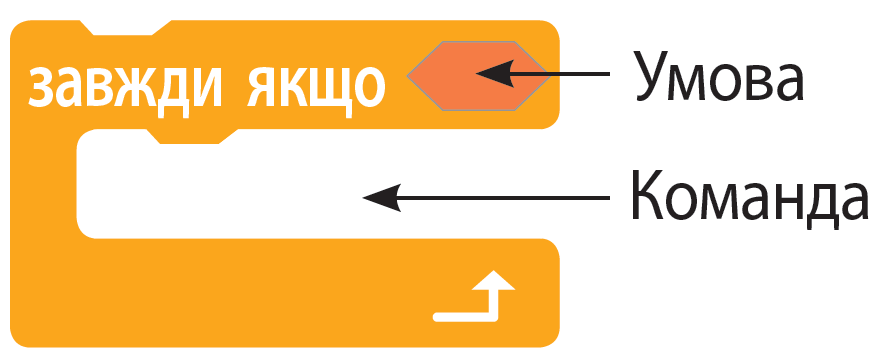 завжди якщо
Умова
Команда